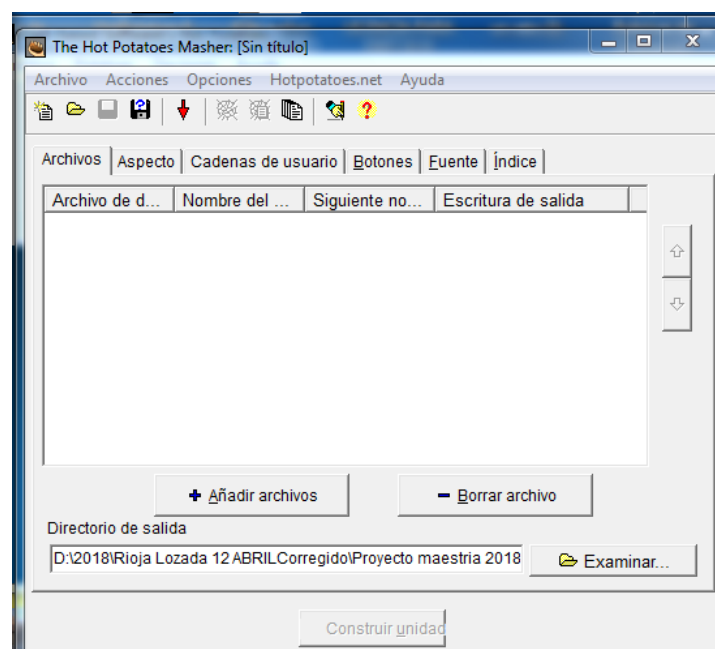 The Hot Potatoes Masher: [Sin título]
Archivo Acciones Opciones Hotpotatoes.net Ayuda
Archivos Aspecto Cadenas de usuario Botones Fuente Índice
Archivo de d... Nombre del ... Siguiente no... Escritura de salida
+ Añadir archivos - Borrar archivo
Directorio de salida
D:\2018\Rioja Lozada 12 ABRILCorregido\Proyecto maestria 2018 Examinar...
Construir unidad